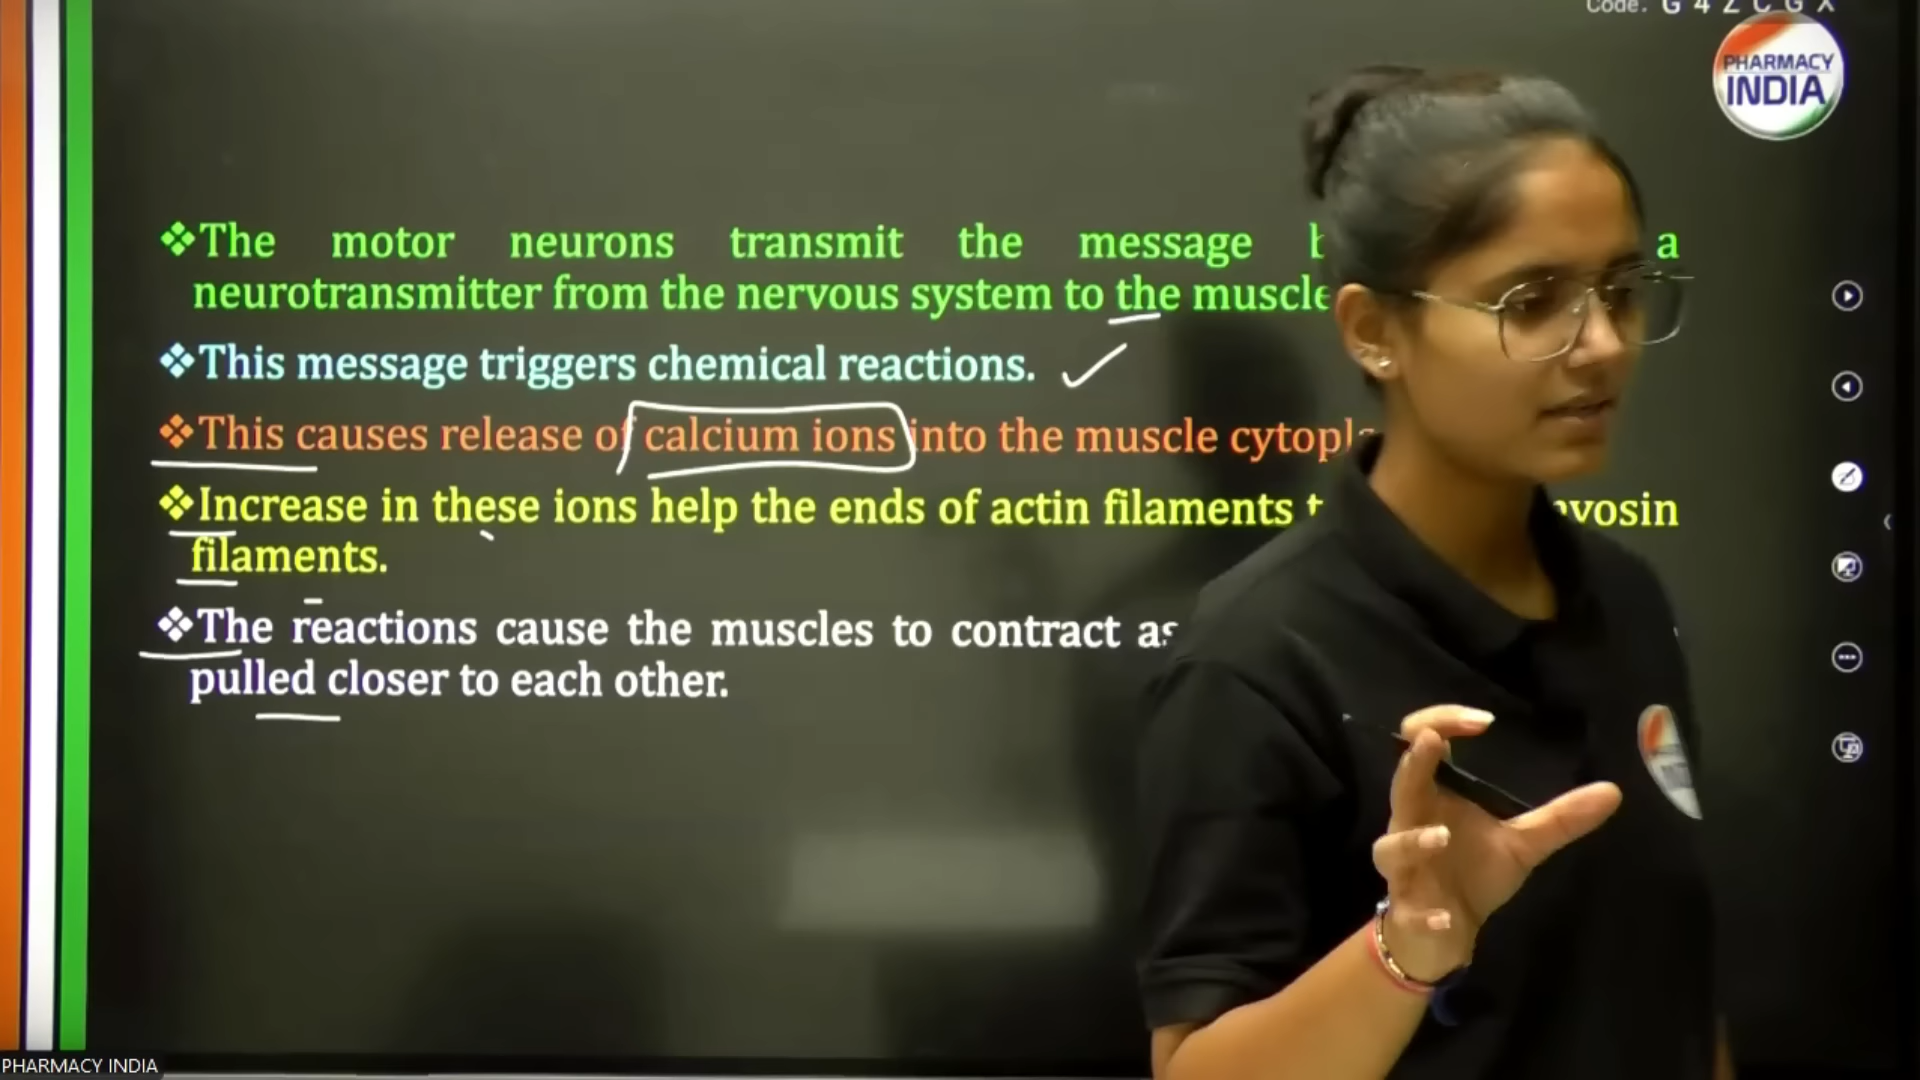 Code: G 4 Z C G X
PHARMACY
INDIA
❖The motor neurons transmit the message a
neurotransmitter from the nervous system to the muscle
❖This message triggers chemical reactions.
❖This causes release of calcium ions into the muscle
❖Increase in these ions help the ends of actin filaments
filaments.
❖The reactions cause the muscles to contract as
pulled closer to each other.
PHARMACY INDIA